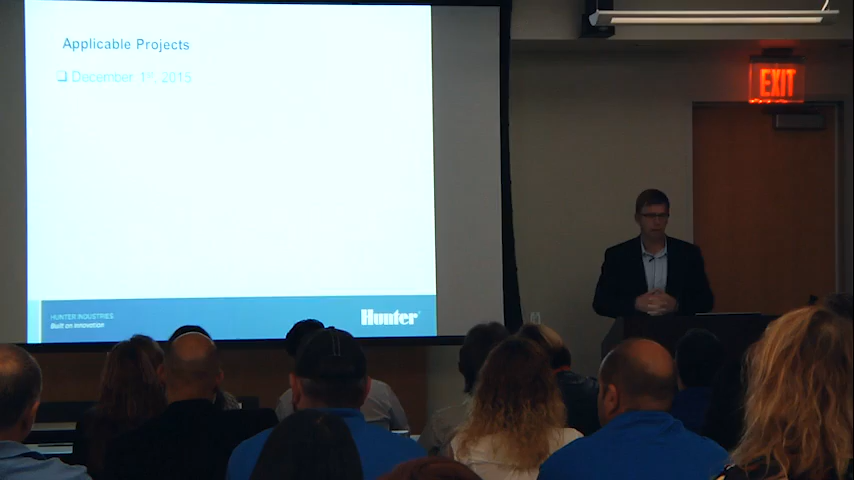 Applicable Projects
❑ December 1st, 2015
HUNTER INDUSTRIES
Built on Innovation
Hunter®
EXIT